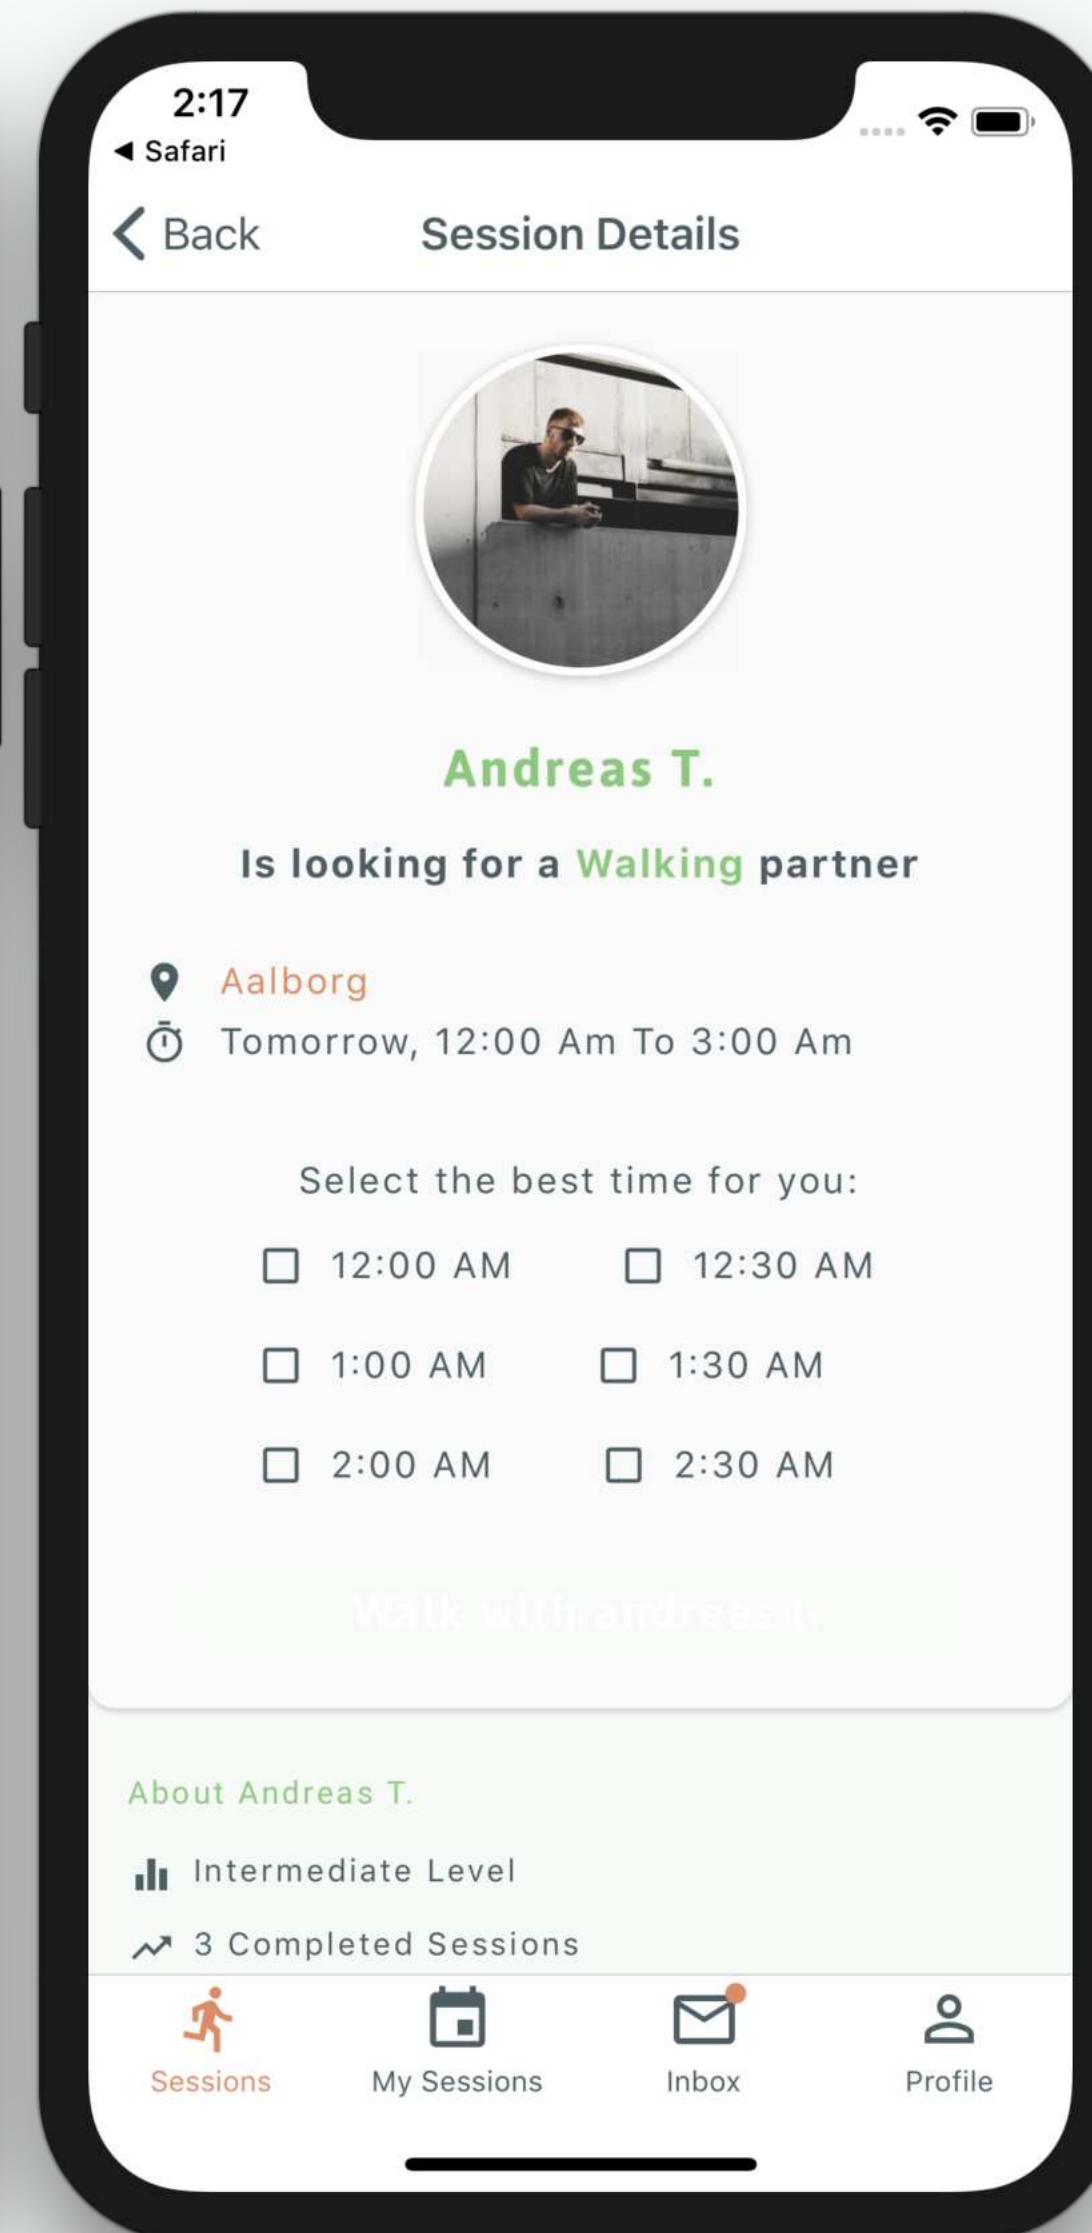 2:17
◀ Safari
Back
Session Details
Andreas T.
Is looking for a Walking partner
Aalborg
Tomorrow, 12:00 Am To 3:00 Am
Select the best time for you:
12:00 AM 12:30 AM
1:00 AM 1:30 AM
2:00 AM 2:30 AM
Walk with andreas t.
About Andreas T.
Intermediate Level
3 Completed Sessions
Sessions My Sessions Inbox Profile